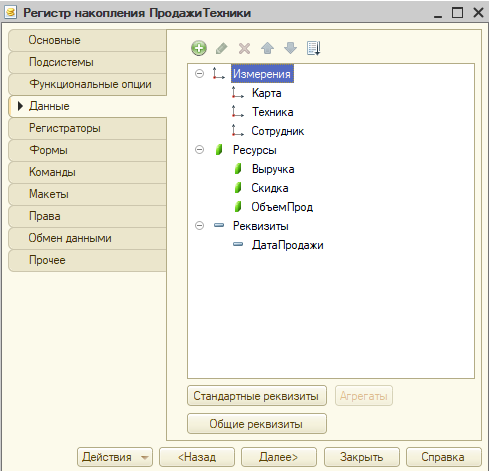 Регистр накопления ПродажиТехники
Основные
Подсистемы
Функциональные опции
Данные
Регистраторы
Формы
Команды
Макеты
Права
Обмен данными
Прочее
Измерения
Карта
Техника
Сотрудник
Ресурсы
Выручка
Скидка
ОбъемПрод
Реквизиты
ДатаПродажи
Стандартные реквизиты
Агрегаты
Общие реквизиты
Действия
<Назад
Далее>
Закрыть
Справка